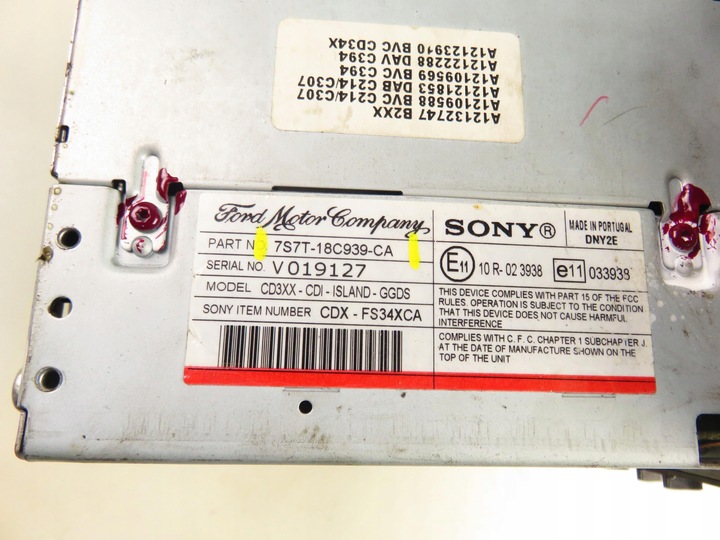 A12132747 B2XX
A12109588 BVC C214/C307
A12121853 DAB C214/C307
A12109569 BVC C394
A12122288 DAV C394
A12123910 BVC CD34X
Ford Motor Company
PART NO. 7S7T-18C939-CA
SERIAL NO. V019127
MODEL CD3XX - CDI - ISLAND - GGDS
SONY ITEM NUMBER CDX - FS34XCA
SONY®
MADE IN PORTUGAL
DNY2E
E11 10 R- 02 3938
e11 033938
THIS DEVICE COMPLIES WITH PART 15 OF THE FCC
RULES. OPERATION IS SUBJECT TO THE CONDITION
THAT THIS DEVICE DOES NOT CAUSE HARMFUL
INTERFERENCE
COMPLIES WITH C. F. C. CHAPTER 1 SUBCHAPTER J.
AT THE DATE OF MANUFACTURE SHOWN ON THE
TOP OF THE UNIT